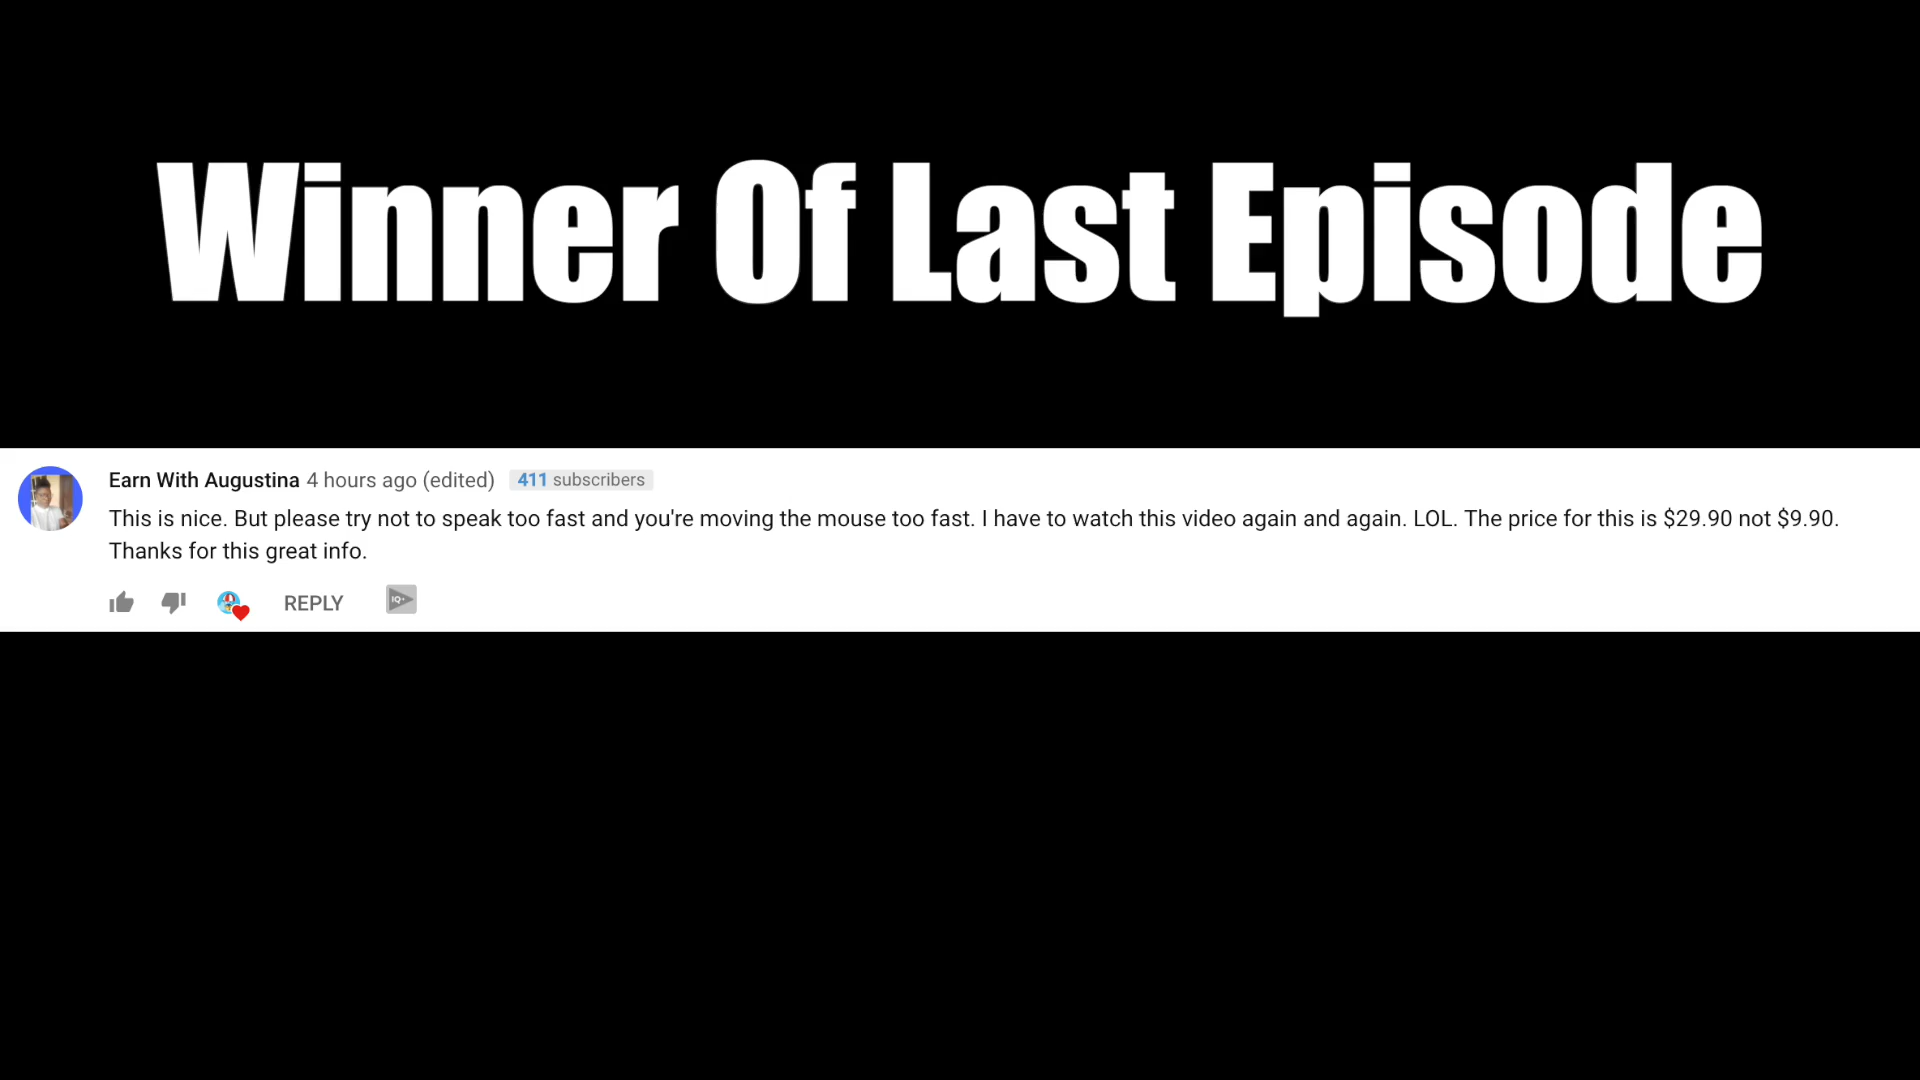 Winner Of Last Episode
Earn With Augustina 4 hours ago (edited) 411 subscribers
This is nice. But please try not to speak too fast and you're moving the mouse too fast. I have to watch this video again and again. LOL. The price for this is $29.90 not $9.90.
Thanks for this great info.
REPLY IQ+